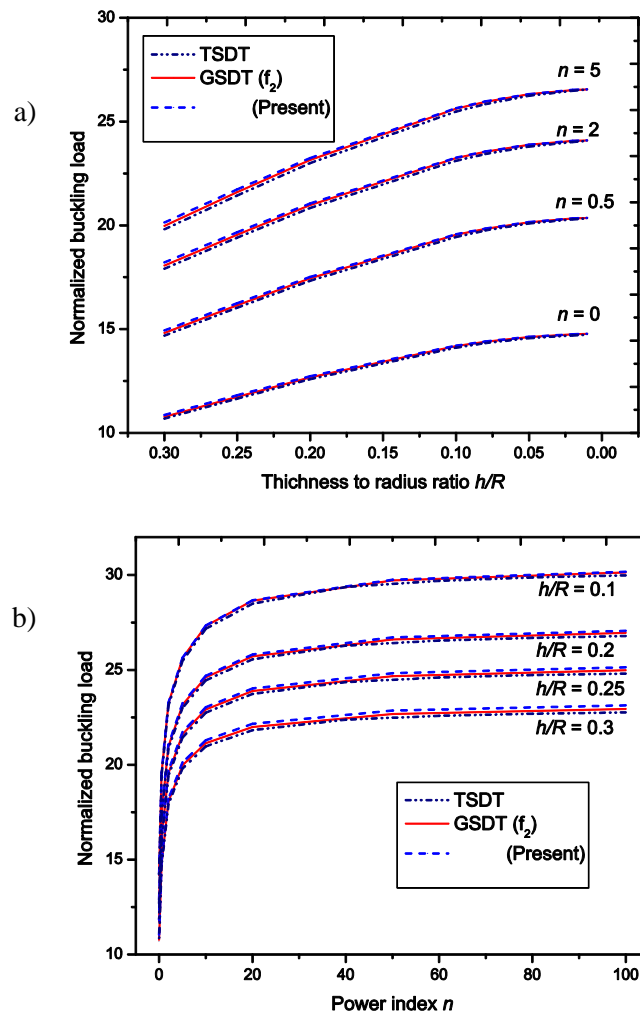 a)
30
25
20
15
10
Normalized buckling load
TSDT
GSDT (f₂)
(Present)
n = 5
n = 2
n = 0.5
n = 0
0.30 0.25 0.20 0.15 0.10 0.05 0.00
Thichness to radius ratio h/R
b)
30
25
20
15
10
Normalized buckling load
h/R = 0.1
h/R = 0.2
h/R = 0.25
h/R = 0.3
TSDT
GSDT (f₂)
(Present)
0 20 40 60 80 100
Power index n